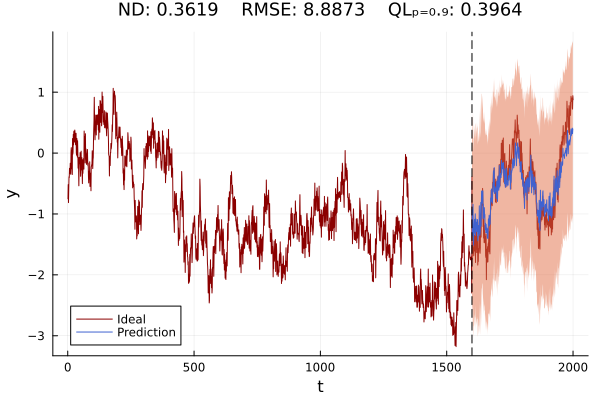 ND: 0.3619 RMSE: 8.8873 QLₚ₌₀.₉: 0.3964
y
1
0
−1
−2
−3
Ideal
Prediction
0 500 1000 1500 2000
t